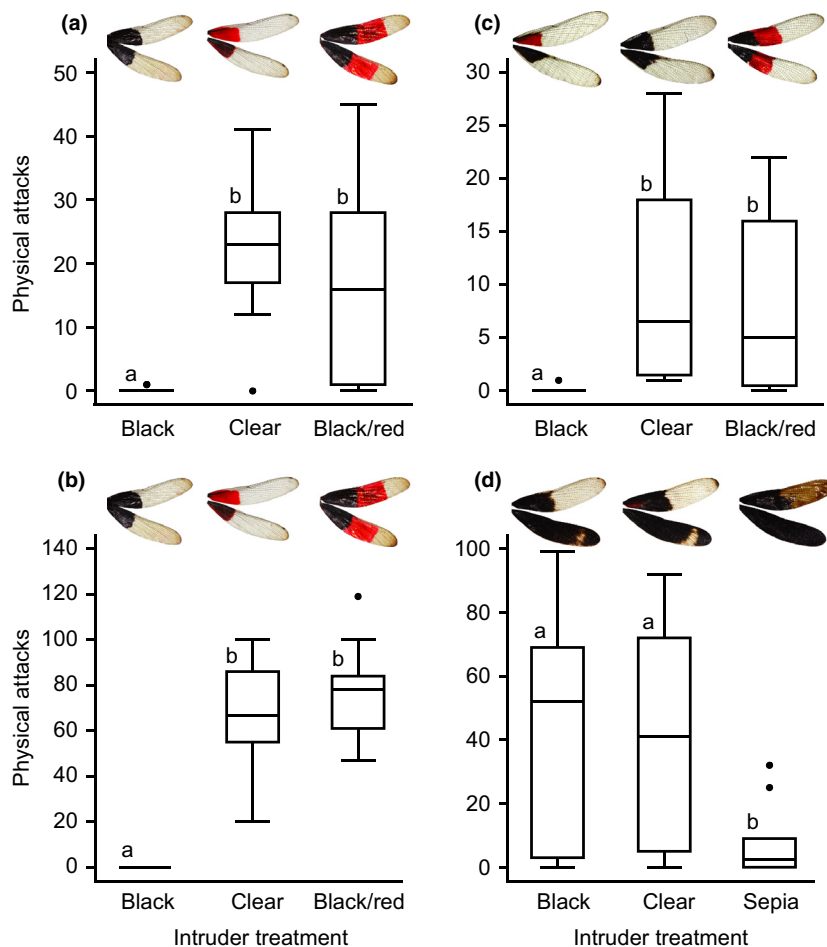 (a)
50
40
30
20
10
0
Physical attacks
a
b
b
Black Clear Black/red
(c)
30
25
20
15
10
5
0
a
b
b
Black Clear Black/red
(b)
140
120
100
80
60
40
20
0
Physical attacks
a
b
b
Black Clear Black/red
Intruder treatment
(d)
100
80
60
40
20
0
a
a
b
Black Clear Sepia
Intruder treatment